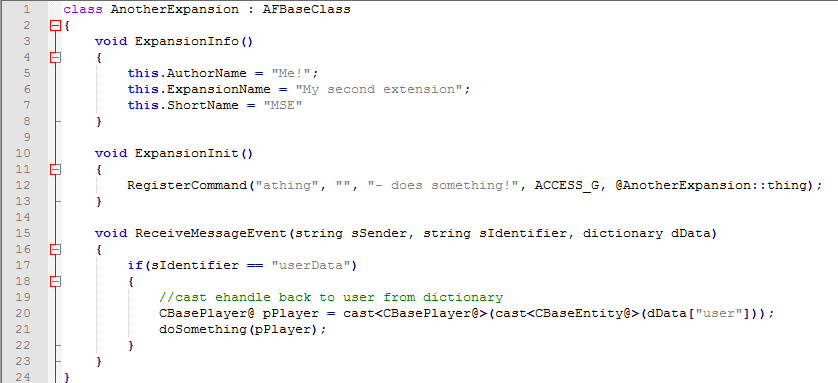 1 class AnotherExpansion : AFBaseClass
2 {
3     void ExpansionInfo()
4     {
5         this.AuthorName = "Me!";
6         this.ExpansionName = "My second extension";
7         this.ShortName = "MSE"
8     }
9
10     void ExpansionInit()
11     {
12         RegisterCommand("athing", "", "- does something!", ACCESS_G, @AnotherExpansion::thing);
13     }
14
15     void ReceiveMessageEvent(string sSender, string sIdentifier, dictionary dData)
16     {
17         if(sIdentifier == "userData")
18         {
19             //cast ehandle back to user from dictionary
20             CBasePlayer@ pPlayer = cast<CBasePlayer@>(cast<CBaseEntity@>(dData["user"]));
21             doSomething(pPlayer);
22         }
23     }
24 }